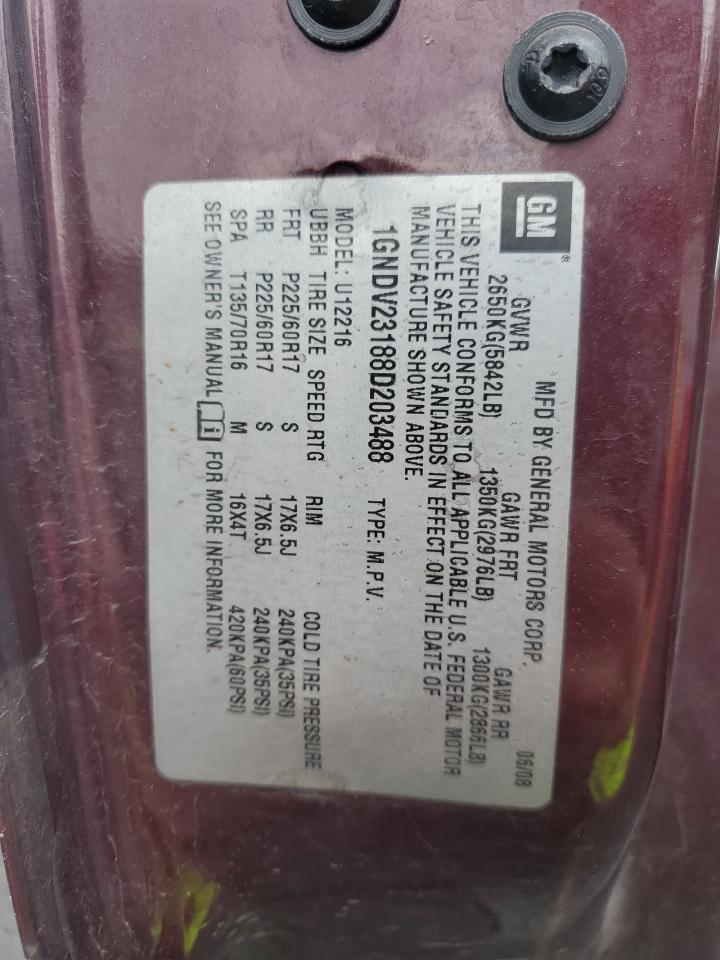 GM®
MFD BY GENERAL MOTORS CORP. 06/08
GVWR GAWR FRT GAWR RR
2650KG(5842LB) 1350KG(2976LB) 1300KG(2866LB)
THIS VEHICLE CONFORMS TO ALL APPLICABLE U.S. FEDERAL MOTOR
VEHICLE SAFETY STANDARDS IN EFFECT ON THE DATE OF
MANUFACTURE SHOWN ABOVE.
1GNDV23188D203488 TYPE: M.P.V.
MODEL: U12216
UBBH TIRE SIZE SPEED RTG RIM COLD TIRE PRESSURE
FRT P225/60R17 S 17X6.5J 240KPA(35PSI)
RR P225/60R17 S 17X6.5J 240KPA(35PSI)
SPA T135/70R16 M 16X4T 420KPA(60PSI)
SEE OWNER'S MANUAL FOR MORE INFORMATION.
10.9